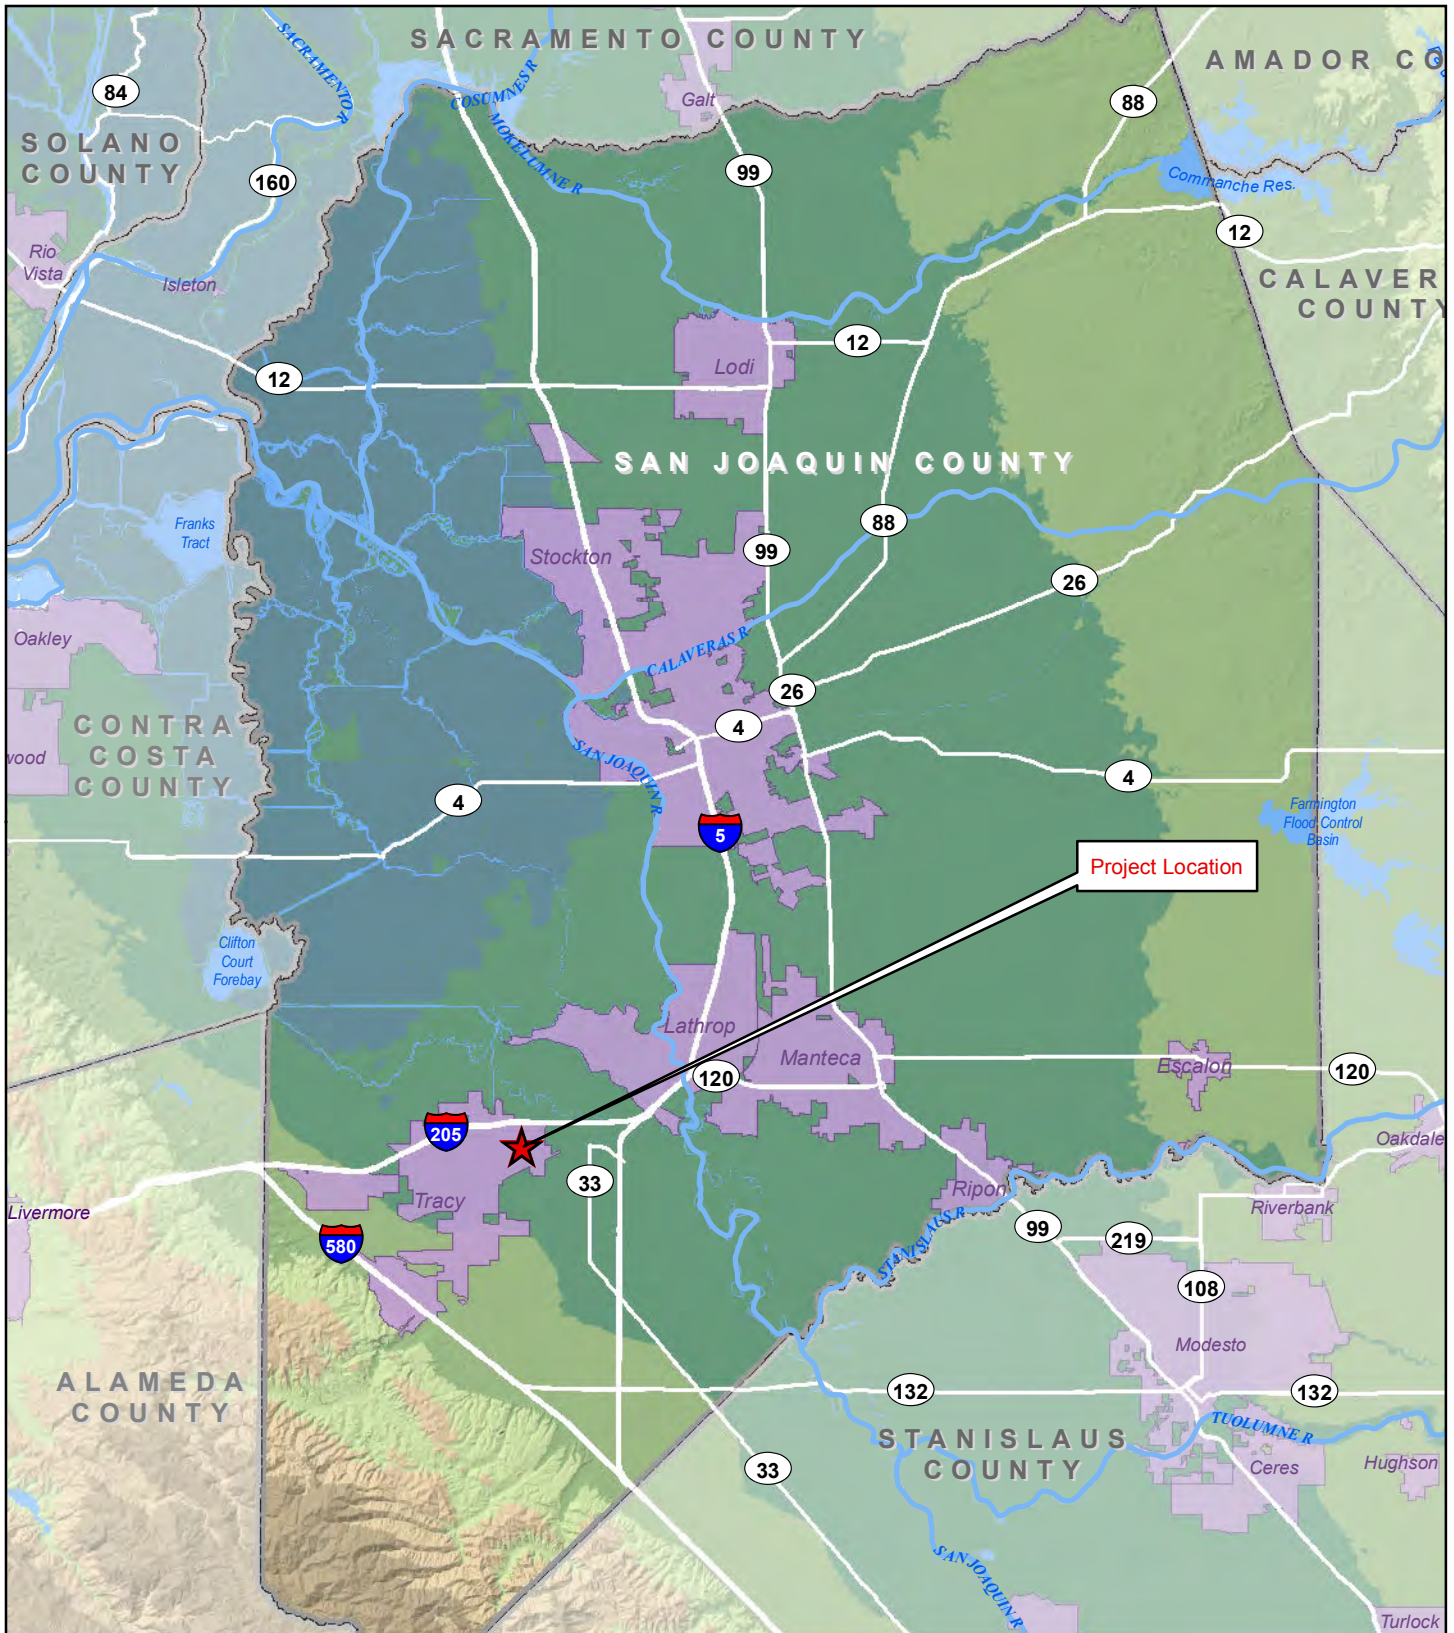 SACRAMENTO COUNTY
AMADOR CO
SACRAMENTO R
84
COSUMNES R
Galt
88
SOLANO
COUNTY
MOKELUMNE R
99
160
Commanche Res.
12
Rio
Vista
Isleton
CALAVER
COUNTY
12
12
Lodi
SAN JOAQUIN COUNTY
Franks
Tract
88
Stockton
99
26
Oakley
CALAVERAS R
26
CONTRA
COSTA
COUNTY
wood
4
SAN JOAQUIN R
4
4
5
Farmington
Flood Control
Basin
Project Location
Clifton
Court
Forebay
Lathrop
Manteca
120
Escalon
120
205
Oakdale
33
Tracy
Ripon
Livermore
Riverbank
STANISLAUS R
99
219
580
108
Modesto
ALAMEDA
COUNTY
132
132
TUOLUMNE R
STANISLAUS
COUNTY
33
Ceres
Hughson
SAN JOAQUIN R
Turlock